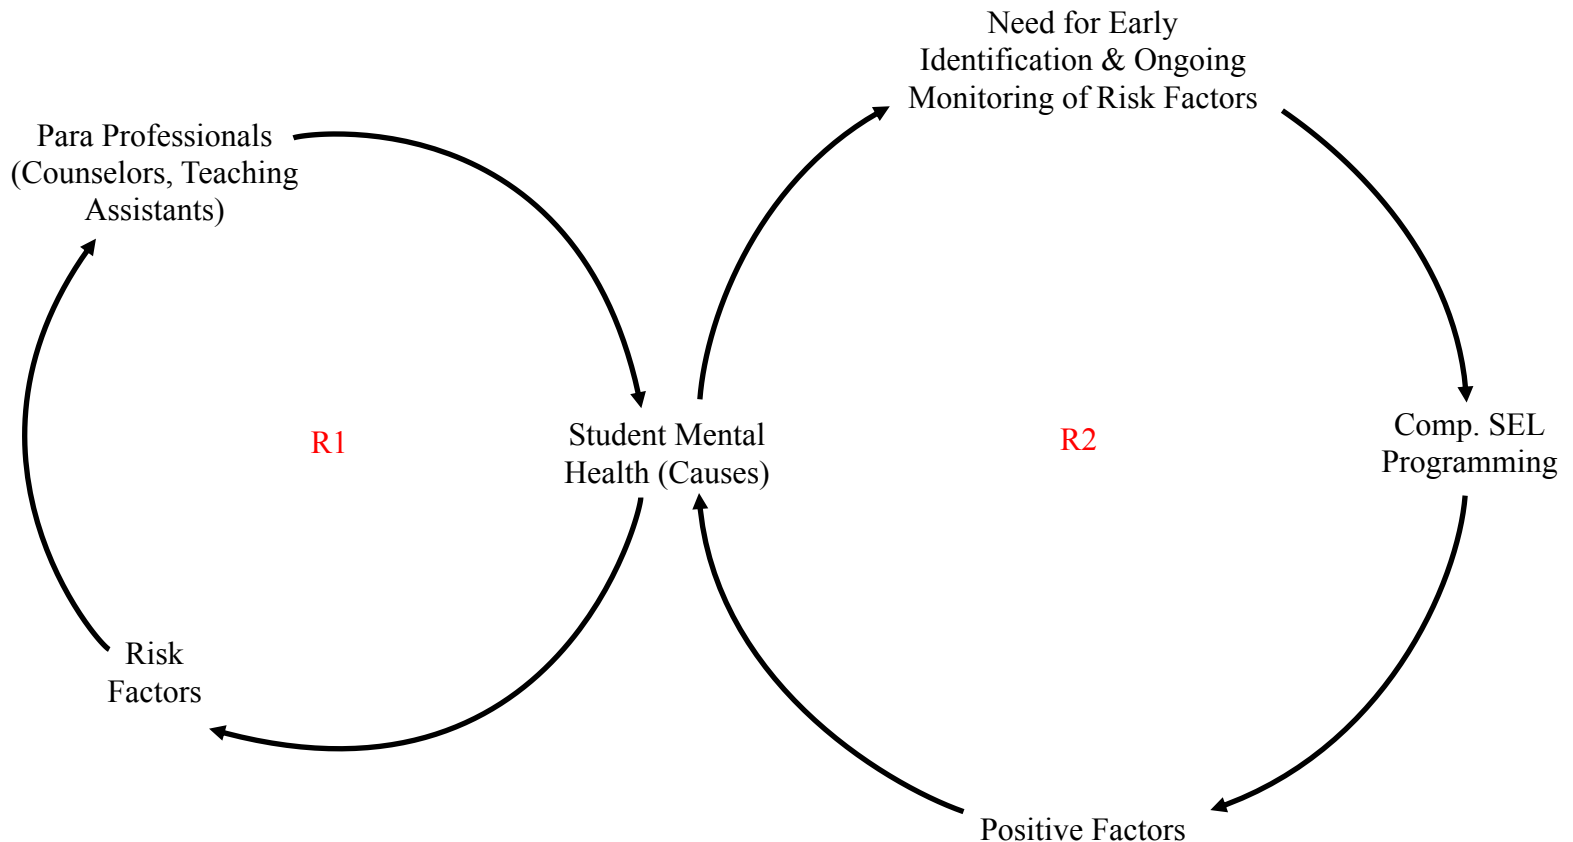 Need for Early
Identification & Ongoing
Monitoring of Risk Factors
Para Professionals
(Counselors, Teaching
Assistants)
R1
Student Mental
Health (Causes)
R2
Comp. SEL
Programming
Risk
Factors
Positive Factors